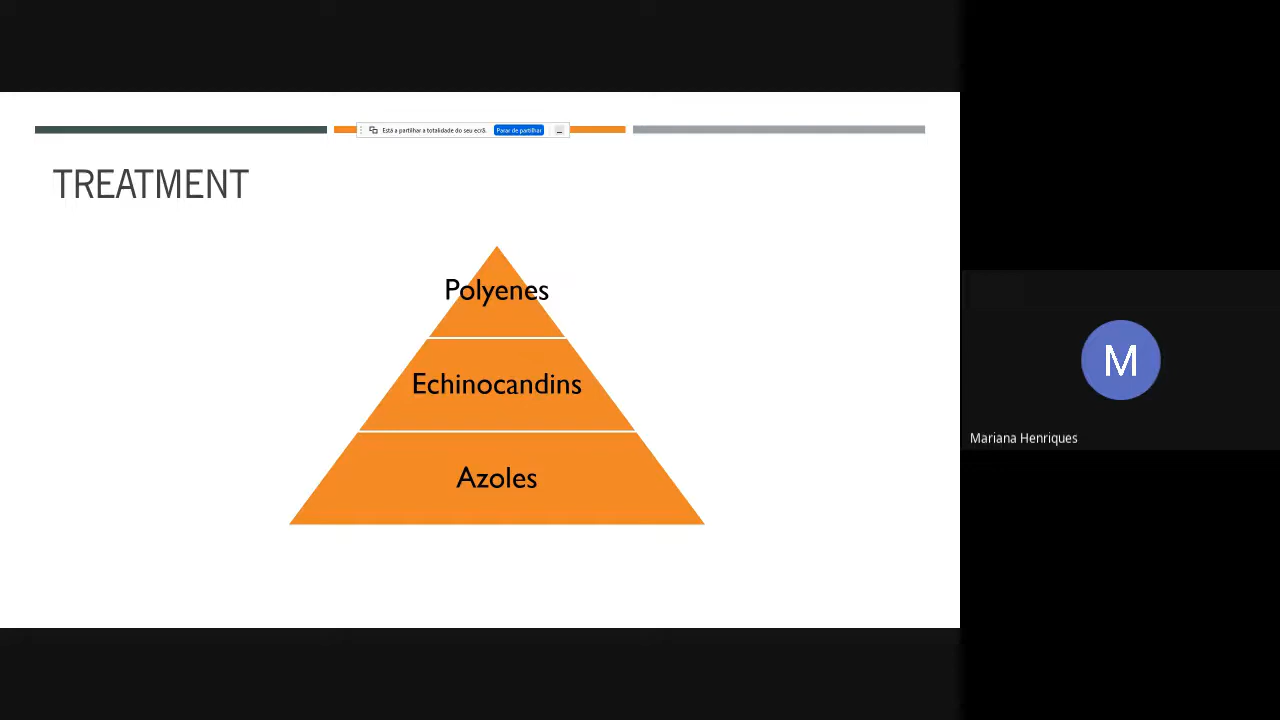 Está a partilhar a totalidade do seu ecrã.
Parar de partilhar
TREATMENT
Polyenes
Echinocandins
Azoles
M
Mariana Henriques